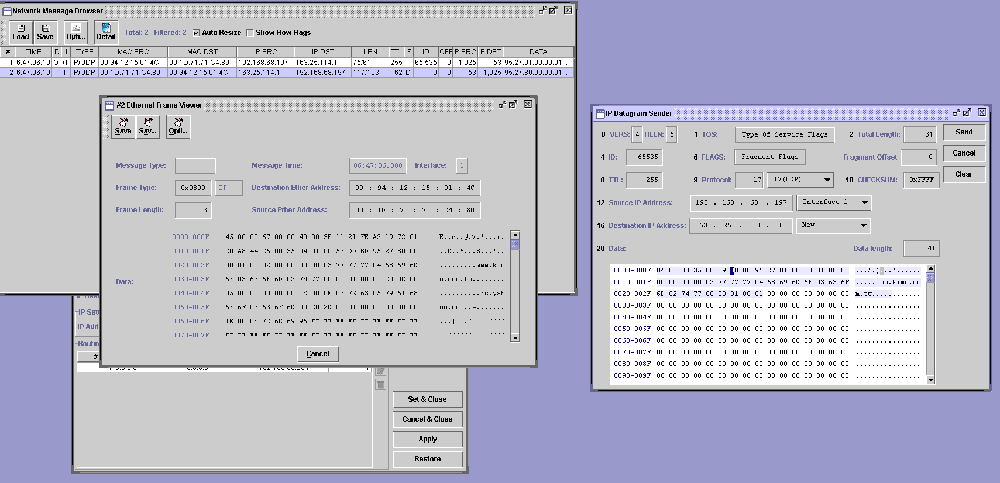 Network Message Browser
Load Save Opti... Detail Total: 2 Filtered: 2 Auto Resize Show Flow Flags
# TIME D I TYPE MAC SRC MAC DST IP SRC IP DST LEN TTL F ID OFF P SRC P DST DATA
1 6:47:06.10 O /1 IP/UDP 00:94:12:15:01:4C 00:1D:71:71:C4:80 192.168.68.197 163.25.114.1 75/61 255 65,535 0 1,025 53 95.27.01.00.00.01...
2 6:47:06.10 I 1 IP/UDP 00:1D:71:71:C4:80 00:94:12:15:01:4C 163.25.114.1 192.168.68.197 117/103 62 D 0 0 53 1,025 95.27.80.00.00.01...
#2 Ethernet Frame Viewer
Save Sav... Opti...
Message Type: Message Time: 06:47:06.000 Interface: 1
Frame Type: 0x0800 IP Destination Ether Address: 00 : 94 : 12 : 15 : 01 : 4C
Frame Length: 103 Source Ether Address: 00 : 1D : 71 : 71 : C4 : 80
Data:
0000-000F 45 00 00 67 00 00 40 00 3E 11 21 FE A3 19 72 01 E..g..@.>.!...r.
0010-001F C0 A8 44 C5 00 35 04 01 00 53 DD BD 95 27 80 00 ..D..5...S...'..
0020-002F 00 01 00 02 00 00 00 00 03 77 77 77 04 6B 69 6D .........www.kim
0030-003F 6F 03 63 6F 6D 02 74 77 00 00 01 00 01 C0 0C 00 o.com.tw........
0040-004F 05 00 01 00 00 00 1E 00 0E 02 72 63 05 79 61 68 ..........rc.yah
0050-005F 6F 6F 03 63 6F 6D 00 C0 2D 00 01 00 01 00 00 00 oo.com..-.......
0060-006F 1E 00 04 7C 6C 69 96 ** ** ** ** ** ** ** ** ** ...|li.`````````
0070-007F ** ** ** ** ** ** ** ** ** ** ** ** ** ** ** ** ````````````````
Cancel
IP Sett
IP Add
Routin
#
Set & Close
Cancel & Close
Apply
Restore
IP Datagram Sender
0 VERS: 4 HLEN: 5 1 TOS: Type Of Service Flags 2 Total Length: 61 Send
4 ID: 65535 6 FLAGS: Fragment Flags Fragment Offset 0 Cancel
8 TTL: 255 9 Protocol: 17 17(UDP) 10 CHECKSUM: 0xFFFF Clear
12 Source IP Address: 192 . 168 . 68 . 197 Interface 1
16 Destination IP Address: 163 . 25 . 114 . 1 New
20 Data: Data length: 41
0000-000F 04 01 00 35 00 29 00 00 95 27 01 00 00 01 00 00 ...5.)...'......
0010-001F 00 00 00 00 03 77 77 77 04 6B 69 6D 6F 03 63 6F .....www.kimo.co
0020-002F 6D 02 74 77 00 00 01 00 01 00 00 00 00 00 00 00 m.tw............
0030-003F 00 00 00 00 00 00 00 00 00 00 00 00 00 00 00 00 ................
0040-004F 00 00 00 00 00 00 00 00 00 00 00 00 00 00 00 00 ................
0050-005F 00 00 00 00 00 00 00 00 00 00 00 00 00 00 00 00 ................
0060-006F 00 00 00 00 00 00 00 00 00 00 00 00 00 00 00 00 ................
0070-007F 00 00 00 00 00 00 00 00 00 00 00 00 00 00 00 00 ................
0080-008F 00 00 00 00 00 00 00 00 00 00 00 00 00 00 00 00 ................
0090-009F 00 00 00 00 00 00 00 00 00 00 00 00 00 00 00 00 ................